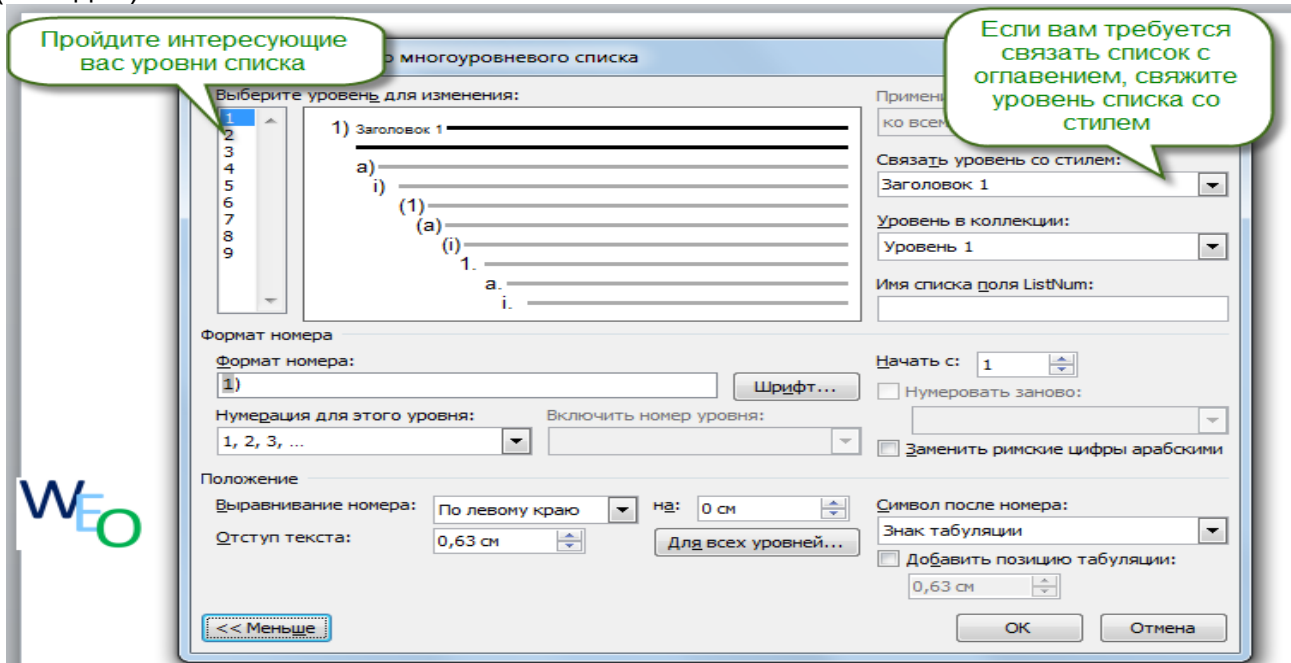 Пройдите интересующие
вас уровни списка
Если вам требуется
связать список с
оглавением, свяжите
уровень списка со
стилем
многоуровневого списка
Выберите уровень для изменения:
1
2
3
4
5
6
7
8
9
1) Заголовок 1
a)
i)
(1)
(a)
(i)
1.
a.
i.
ко всем
Связать уровень со стилем:
Заголовок 1
Уровень в коллекции:
Уровень 1
Имя списка поля ListNum:
Формат номера
Формат номера:
1)
Шрифт...
Начать с: 1
Нумеровать заново:
Нумерация для этого уровня:
Включить номер уровня:
1, 2, 3, ...
Заменить римские цифры арабскими
Положение
Выравнивание номера: По левому краю на: 0 см
Символ после номера:
Знак табуляции
Отступ текста: 0,63 см Для всех уровней...
Добавить позицию табуляции:
0,63 см
<< Меньше
ОК
Отмена
WEO